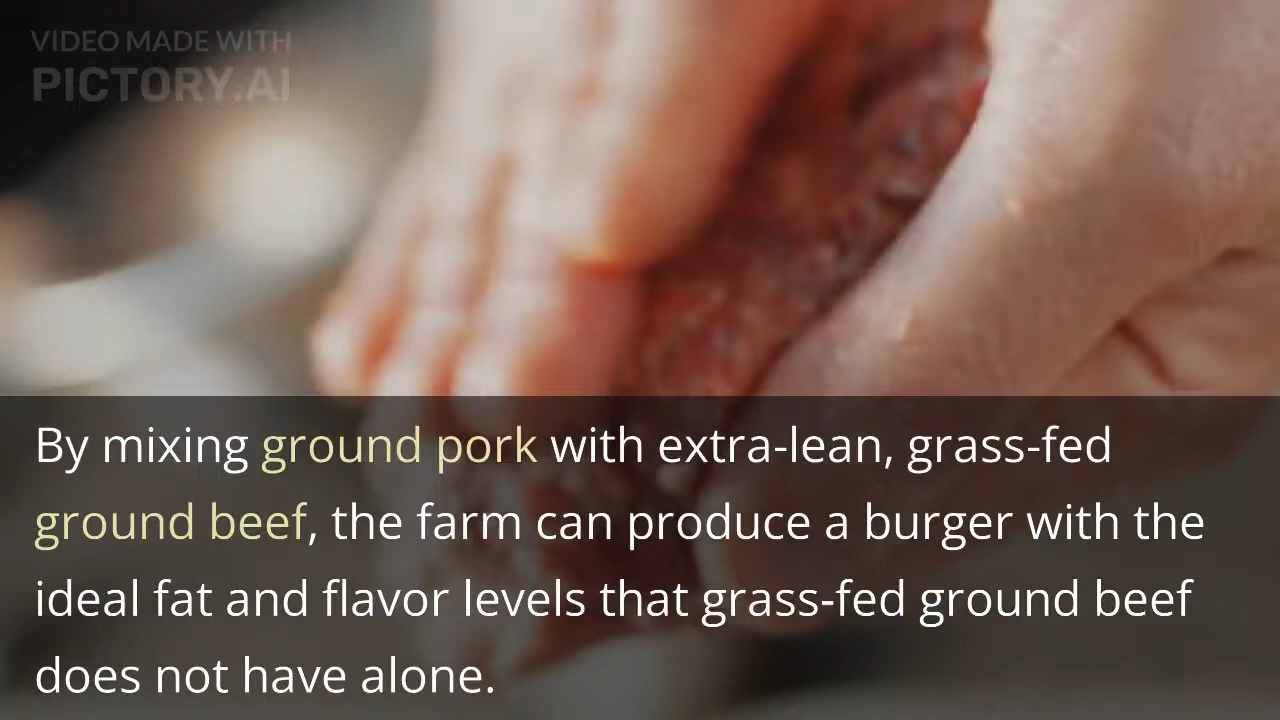 VIDEO MADE WITH
PICTORY.AI
By mixing ground pork with extra-lean, grass-fed
ground beef, the farm can produce a burger with the
ideal fat and flavor levels that grass-fed ground beef
does not have alone.